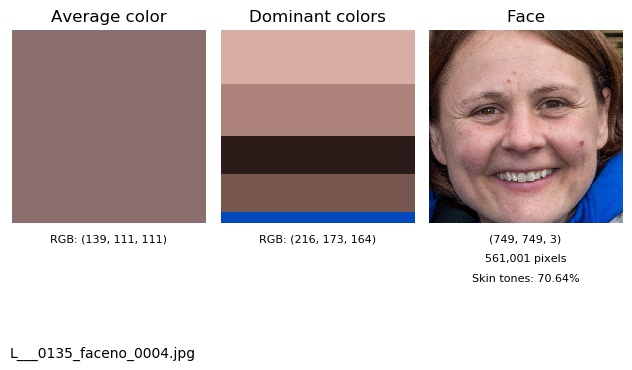 Average color
Dominant colors
Face
RGB: (139, 111, 111)
RGB: (216, 173, 164)
(749, 749, 3)
561,001 pixels
Skin tones: 70.64%
L___0135_faceno_0004.jpg